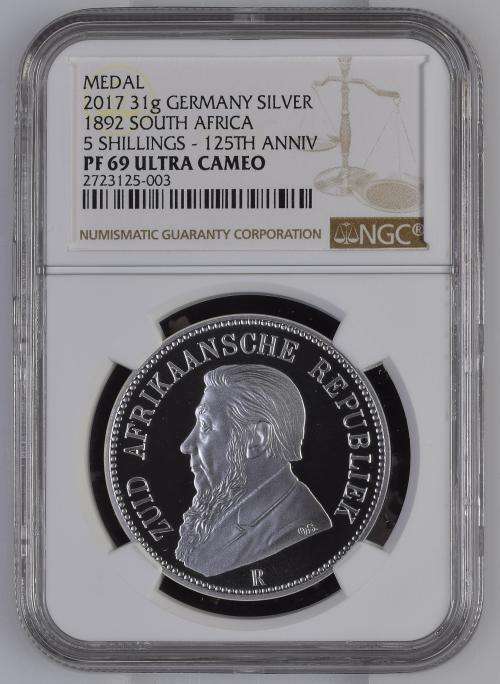 MEDAL
2017 31g GERMANY SILVER
1892 SOUTH AFRICA
5 SHILLINGS - 125TH ANNIV
PF 69 ULTRA CAMEO
2723125-003
NUMISMATIC GUARANTY CORPORATION
NGC®
ZUID AFRIKAANSCHE REPUBLIEK
O.S.
R